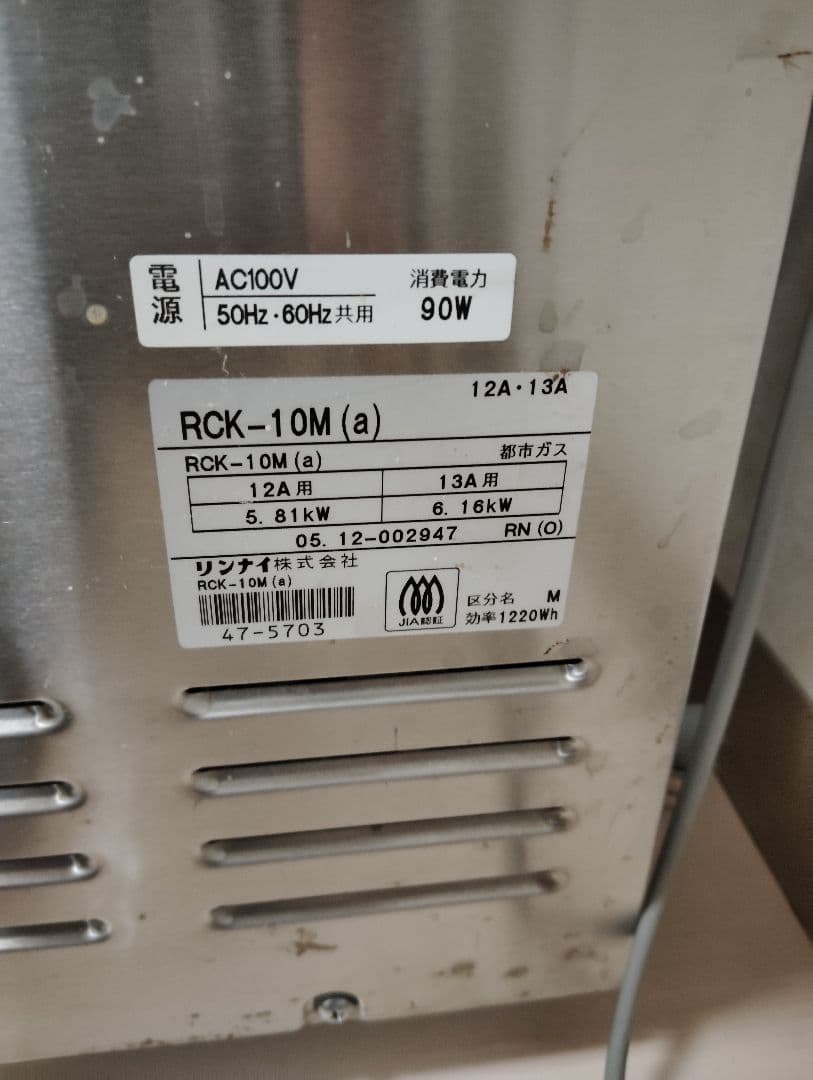 電源 AC100V 消費電力
50Hz・60Hz共用 90W
12A・13A
RCK-10M(a)
RCK-10M(a) 都市ガス
12A用 13A用
5.81kW 6.16kW
05.12-002947 RN(O)
リンナイ株式会社
RCK-10M(a)
JIA認証
区分名 M
効率1220Wh
47-5703